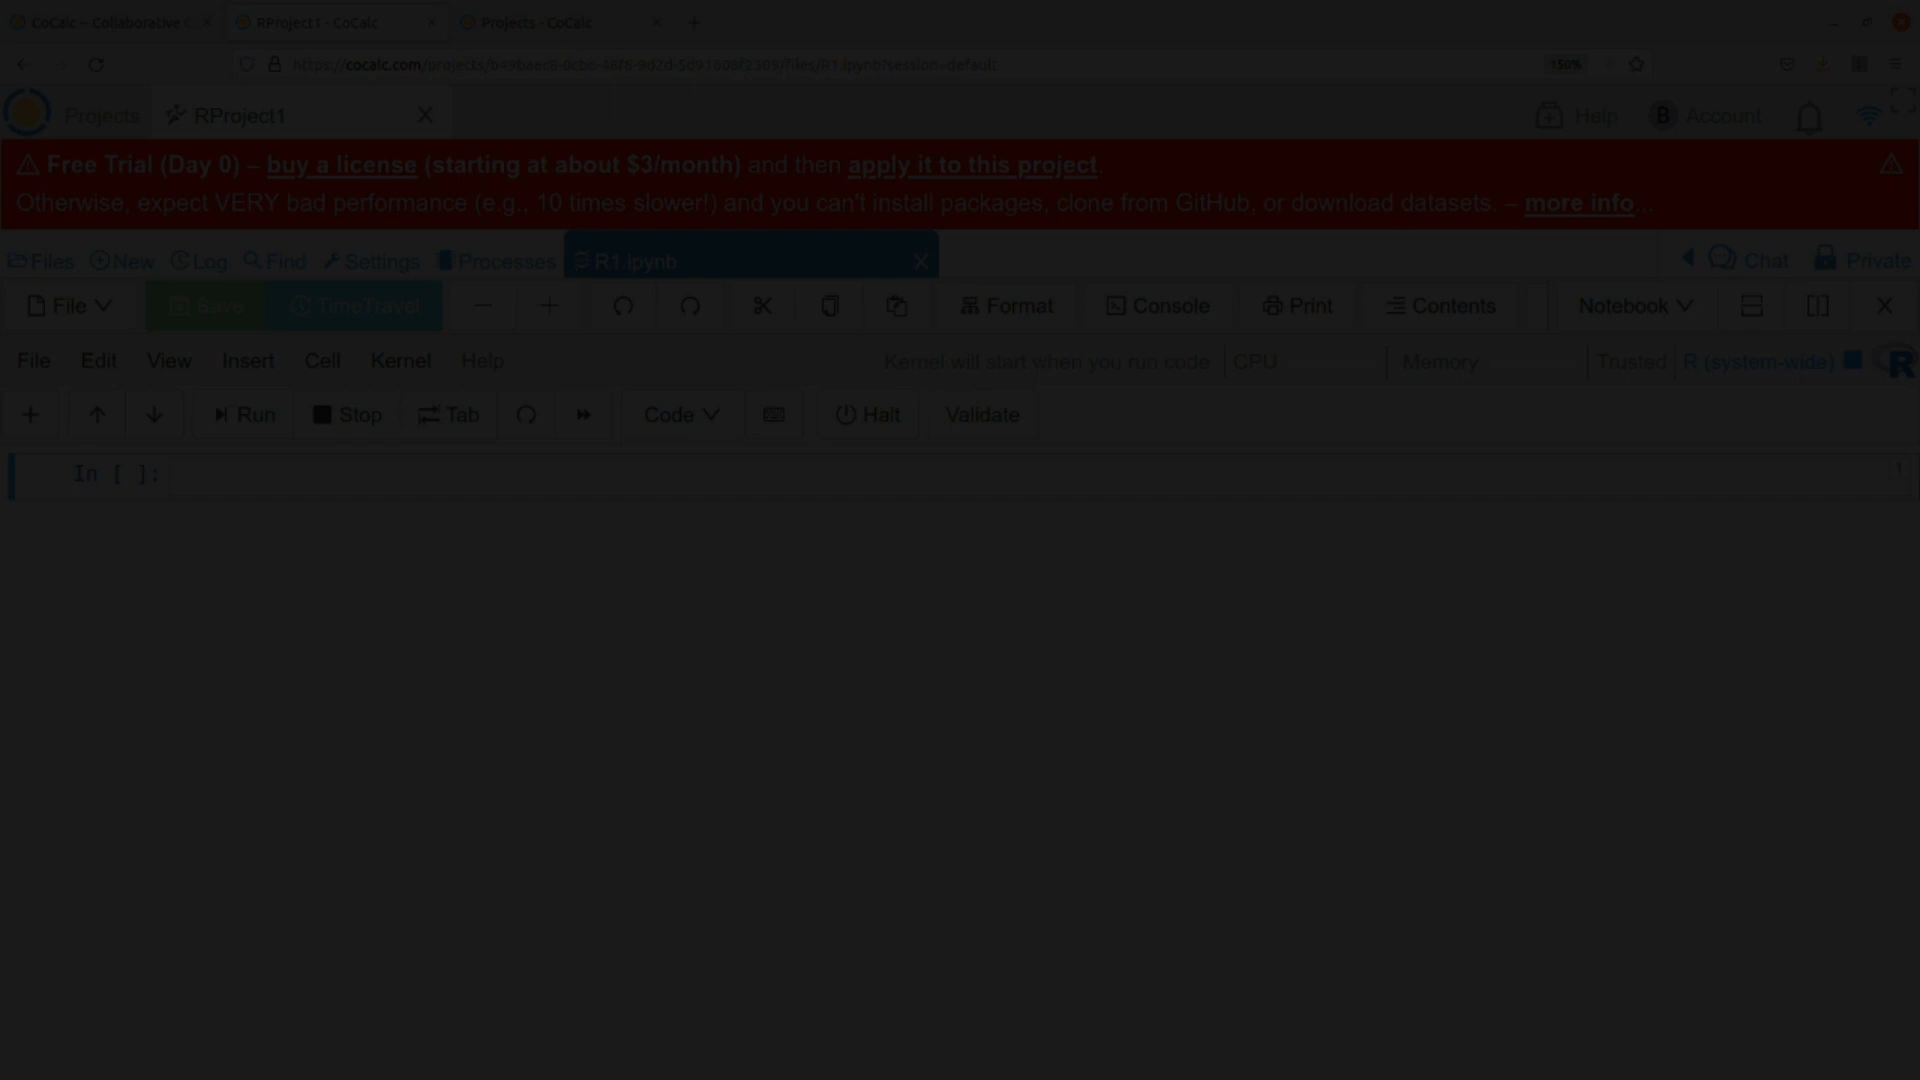 CoCalc -- Collaborative C
RProject1 - CoCalc
Projects - CoCalc
150%
Projects
RProject1
Help
B Account
Free Trial (Day 0) – buy a license (starting at about $3/month) and then apply it to this project.
Otherwise, expect VERY bad performance (e.g., 10 times slower!) and you can't install packages, clone from GitHub, or download datasets. – more info...
Files New Log Find Settings Processes R1.ipynb Chat Private
File Save TimeTravel Format Console Print Contents Notebook
File Edit View Insert Cell Kernel Help Kernel will start when you run code CPU Memory Trusted R (system-wide) R
Run Stop Tab Code Halt Validate
In [ ]: 1